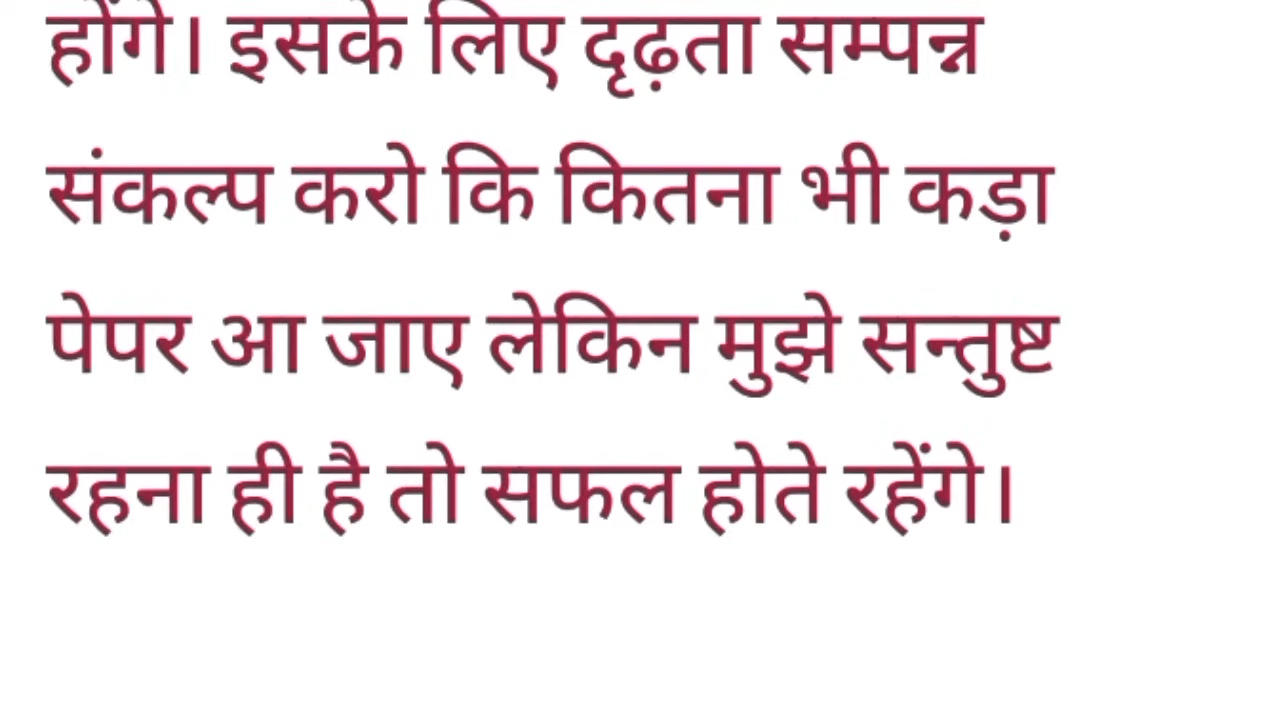 होंगे। इसके लिए दृढ़ता सम्पन्न
संकल्प करो कि कितना भी कड़ा
पेपर आ जाए लेकिन मुझे सन्तुष्ट
रहना ही है तो सफल होते रहेंगे।